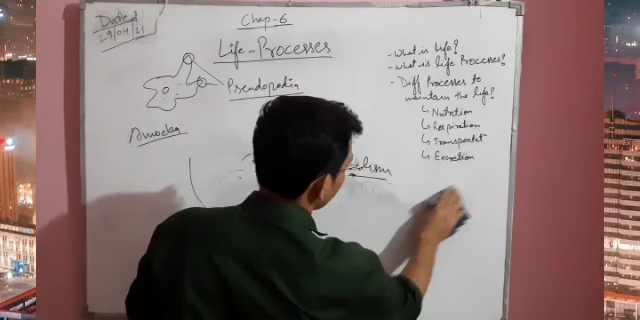 Dated
29/04/21
Chap-6
Life-Processes
Pseudopodia
Amoeba
- What is life?
- What is life Processes?
- Diff Processes to
maintain the life?
↳ Nutrition
↳ Respiration
↳ Transportatⁿ
↳ Excretion